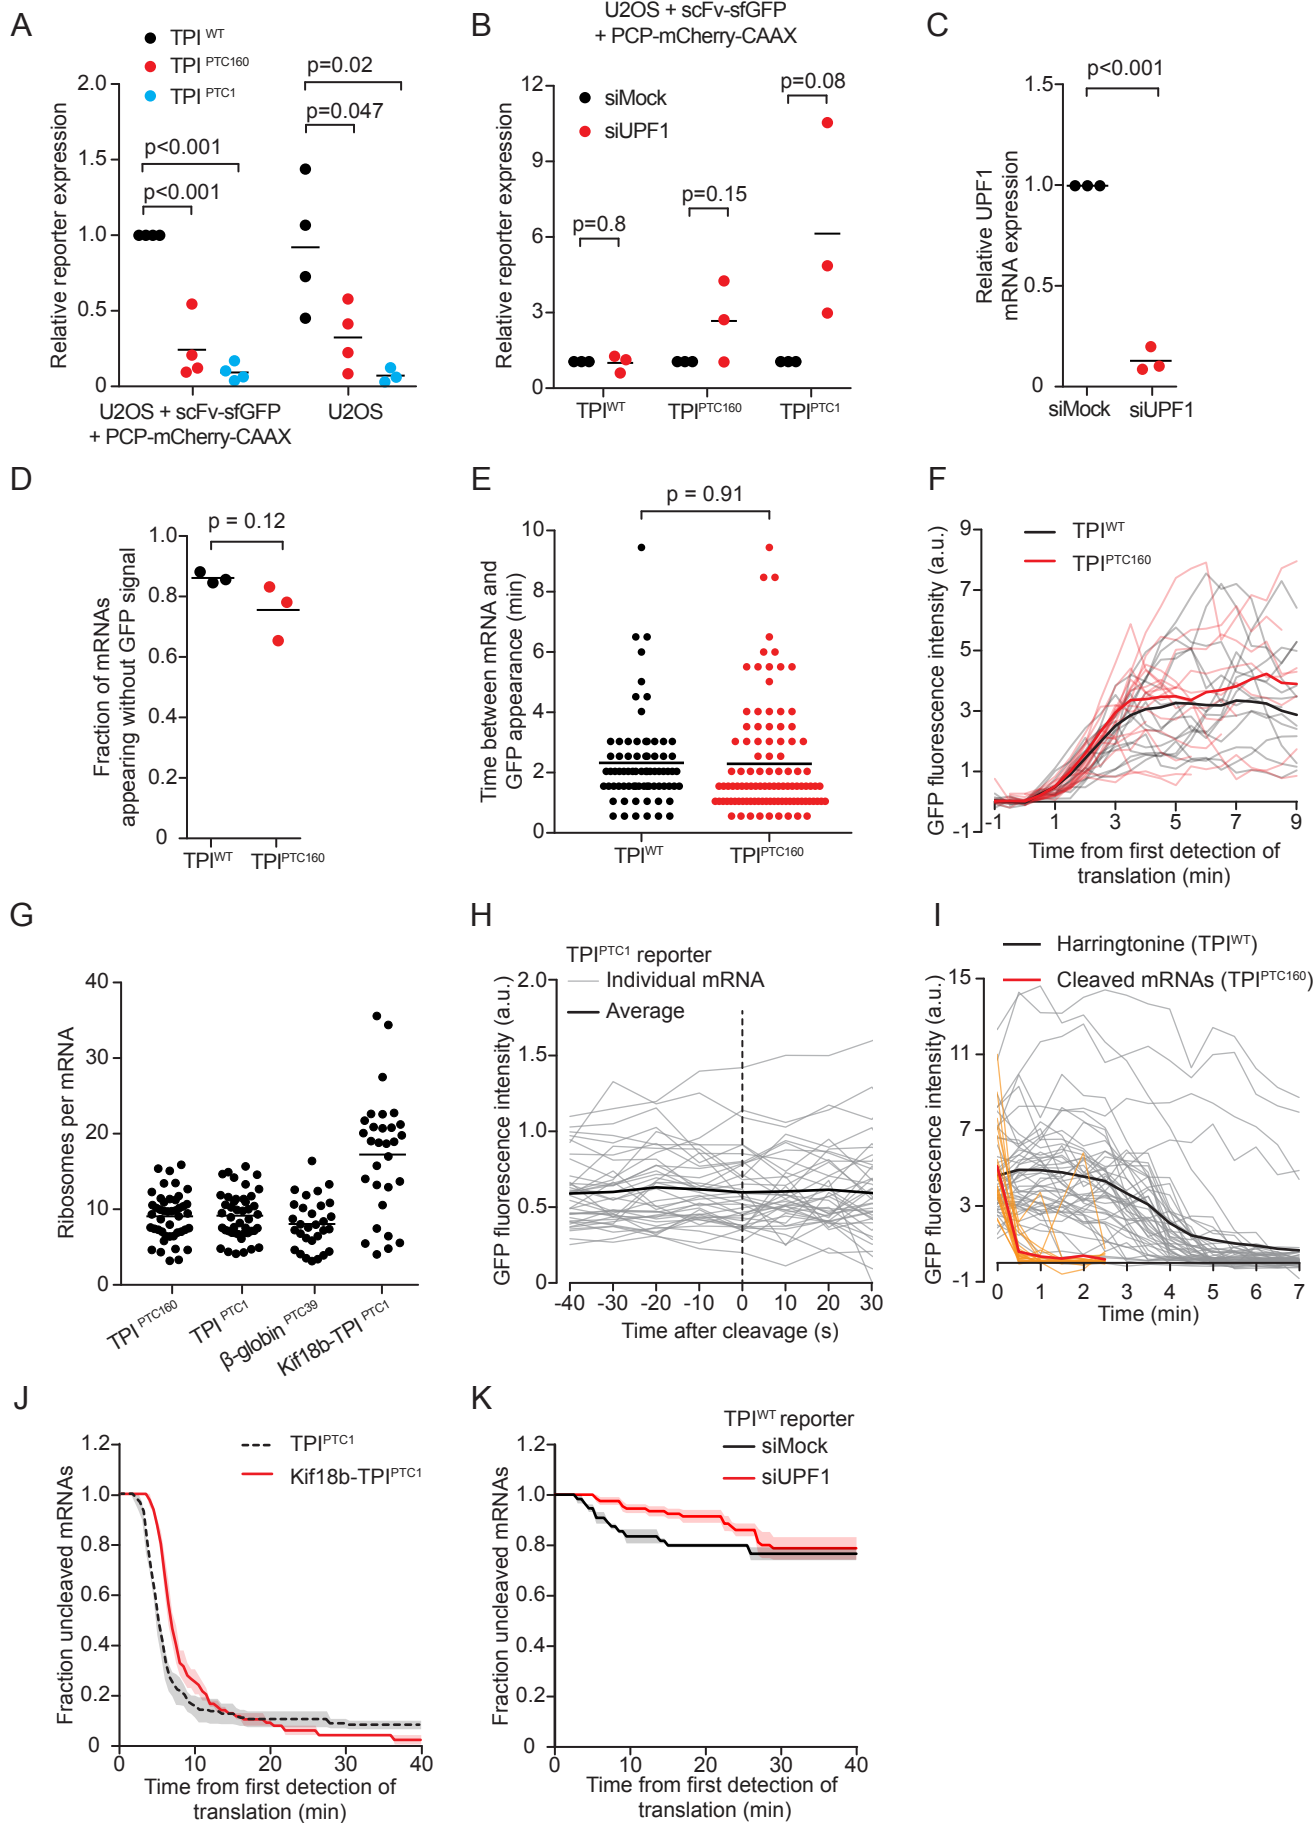 A
TPI WT
TPI PTC160
TPI PTC1
Relative reporter expression
2.0
1.5
1.0
0.5
0
p<0.001
p<0.001
p=0.02
p=0.047
U2OS + scFv-sfGFP
+ PCP-mCherry-CAAX
U2OS
B
U2OS + scFv-sfGFP
+ PCP-mCherry-CAAX
siMock
siUPF1
Relative reporter expression
12
9
6
3
0
p=0.8
p=0.15
p=0.08
TPIWT
TPIPTC160
TPIPTC1
C
Relative UPF1
mRNA expression
1.5
1.0
0.5
0
p<0.001
siMock
siUPF1
D
Fraction of mRNAs
appearing without GFP signal
1.0
0.8
0.6
0.4
0.2
0
p = 0.12
TPIWT
TPIPTC160
E
Time between mRNA and
GFP appearance (min)
10
8
6
4
2
0
p = 0.91
TPIWT
TPIPTC160
F
TPIWT
TPIPTC160
GFP fluorescence intensity (a.u.)
9
7
5
3
1
-1
-1 1 3 5 7 9
Time from first detection of
translation (min)
G
Ribosomes per mRNA
40
30
20
10
0
TPI PTC160
TPI PTC1
β-globin PTC39
Kif18b-TPI PTC1
H
TPIPTC1 reporter
Individual mRNA
Average
GFP fluorescence intensity (a.u.)
2.0
1.5
1.0
0.5
0
-40 -30 -20 -10 0 10 20 30
Time after cleavage (s)
I
Harringtonine (TPIWT)
Cleaved mRNAs (TPIPTC160)
GFP fluorescence intensity (a.u.)
15
11
7
3
-1
0 1 2 3 4 5 6 7
Time (min)
J
TPIPTC1
Kif18b-TPIPTC1
Fraction uncleaved mRNAs
1.2
1.0
0.8
0.6
0.4
0.2
0
0 10 20 30 40
Time from first detection of
translation (min)
K
TPIWT reporter
siMock
siUPF1
Fraction uncleaved mRNAs
1.2
1.0
0.8
0.6
0.4
0.2
0
0 10 20 30 40
Time from first detection of
translation (min)